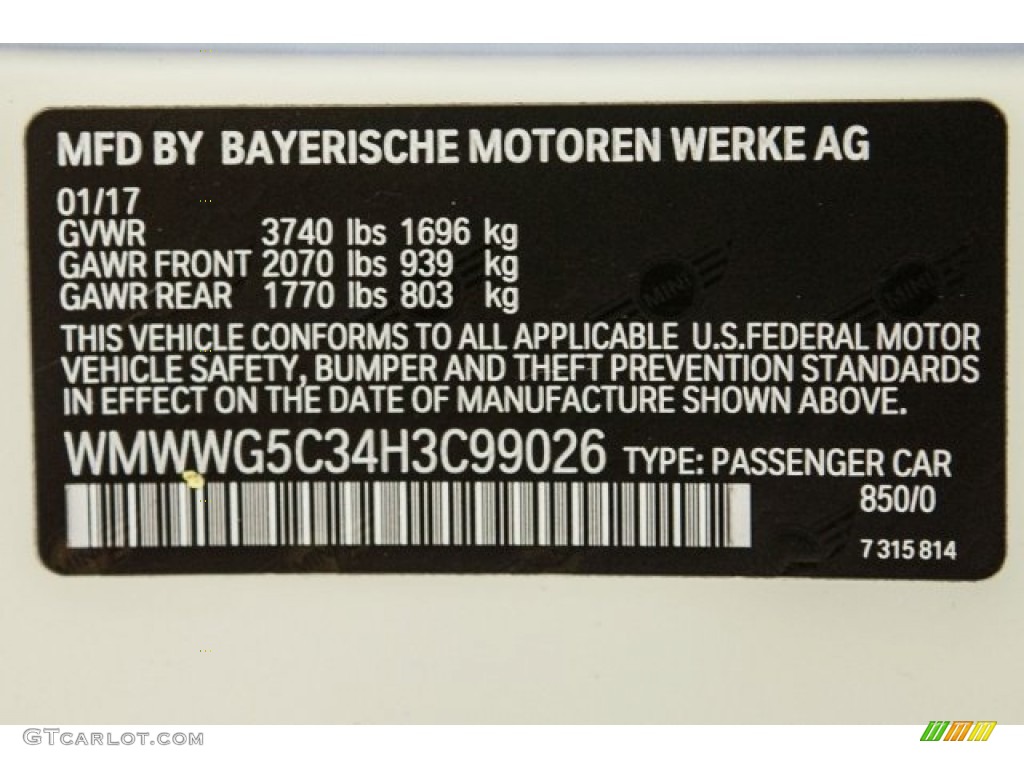 MFD BY BAYERISCHE MOTOREN WERKE AG
01/17
GVWR 3740 lbs 1696 kg
GAWR FRONT 2070 lbs 939 kg
GAWR REAR 1770 lbs 803 kg
THIS VEHICLE CONFORMS TO ALL APPLICABLE U.S.FEDERAL MOTOR
VEHICLE SAFETY, BUMPER AND THEFT PREVENTION STANDARDS
IN EFFECT ON THE DATE OF MANUFACTURE SHOWN ABOVE.
WMWWG5C34H3C99026 TYPE: PASSENGER CAR
850/0
7 315 814
MINI
MINI
GTCARLOT.COM